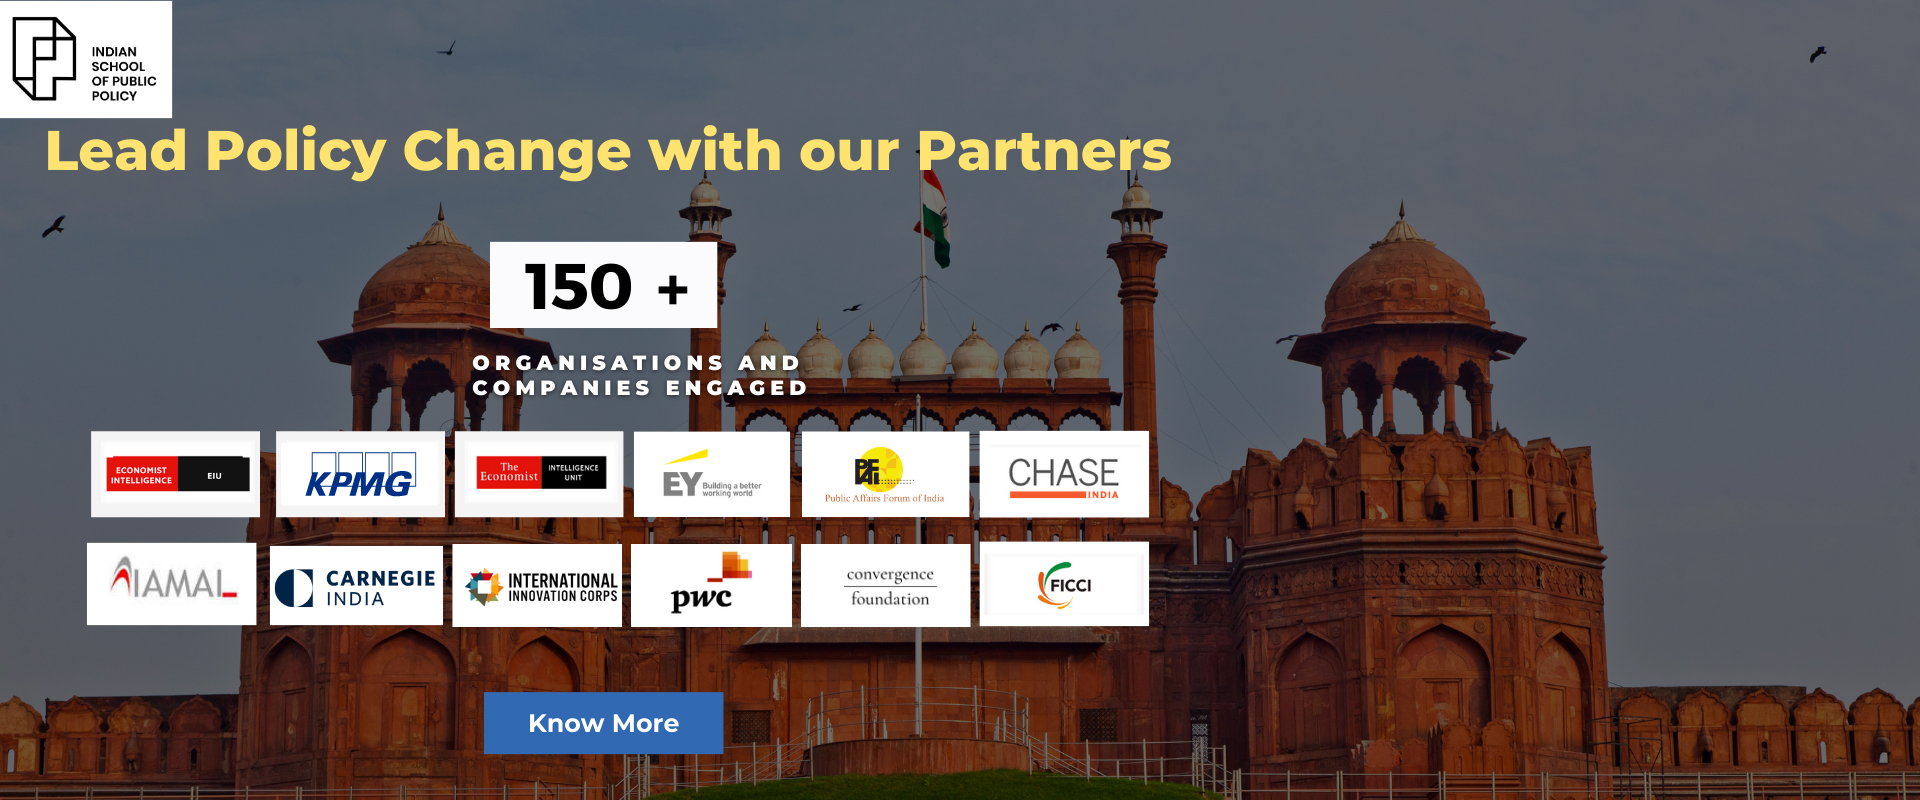 INDIAN
SCHOOL
OF PUBLIC
POLICY
Lead Policy Change with our Partners
150 +
ORGANISATIONS AND
COMPANIES ENGAGED
ECONOMIST
INTELLIGENCE
EIU
KPMG
The
Economist
INTELLIGENCE
UNIT
EY
Building a better
working world
PAFI
Public Affairs Forum of India
CHASE
INDIA
IAMAI
CARNEGIE
INDIA
INTERNATIONAL
INNOVATION CORPS
pwc
convergence
foundation
FICCI
Know More